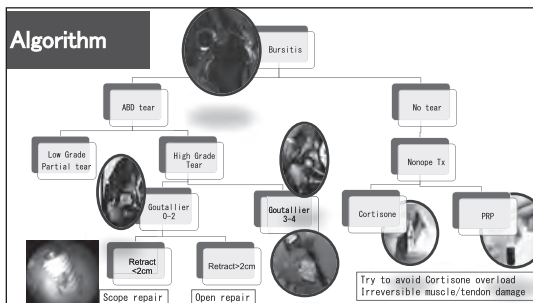 Algorithm
Bursitis
ABD tear
No tear
Low Grade
Partial tear
High Grade
Tear
Nonope Tx
Goutallier
0-2
Goutallier
3-4
Cortisone
PRP
Retract
<2cm
Retract>2cm
Scope repair
Open repair
Try to avoid Cortisone overload
Irreversible muscle/tendon damage